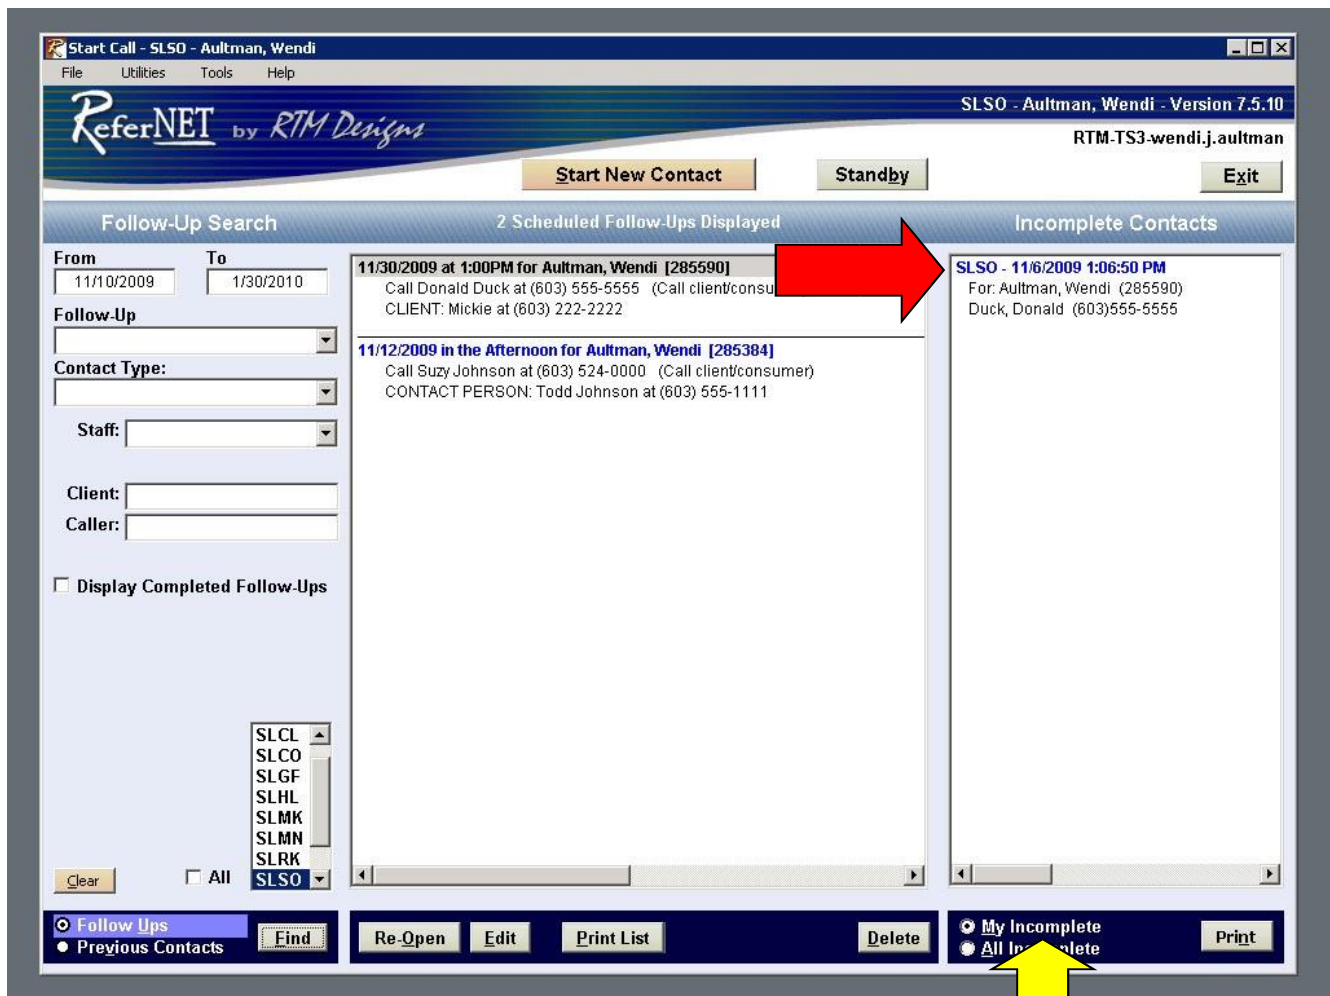 Start Call - SLSO - Aultman, Wendi
File Utilities Tools Help
ReferNET by RTM Designs
SLSO - Aultman, Wendi - Version 7.5.10
RTM-TS3-wendi.j.aultman
Start New Contact
Standby
Exit
Follow-Up Search
2 Scheduled Follow-Ups Displayed
Incomplete Contacts
From To
11/10/2009 1/30/2010
Follow-Up
Contact Type:
Staff:
Client:
Caller:
Display Completed Follow-Ups
SLCL
SLCO
SLGF
SLHL
SLMK
SLMN
SLRK
SLSO
Clear
All
Follow Ups
Previous Contacts
Find
11/30/2009 at 1:00PM for Aultman, Wendi [285590]
Call Donald Duck at (603) 555-5555 (Call
CLIENT: Mickie at (603) 222-2222
11/12/2009 in the Afternoon for Aultman, Wendi [285384]
Call Suzy Johnson at (603) 524-0000 (Call client/consumer)
CONTACT PERSON: Todd Johnson at (603) 555-1111
Re-Open
Edit
Print List
Delete
SLSO - 11/6/2009 1:06:50 PM
For: Aultman, Wendi (285590)
Duck, Donald (603)555-5555
My Incomplete
All
Print